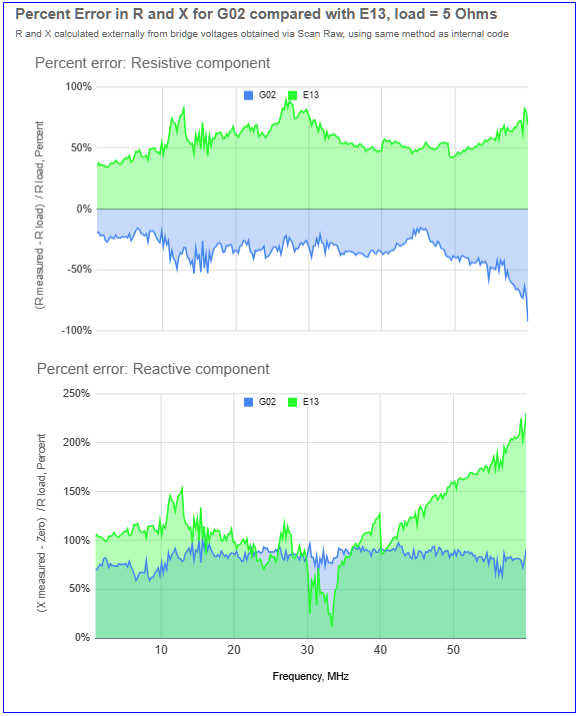 Percent Error in R and X for G02 compared with E13, load = 5 Ohms
R and X calculated externally from bridge voltages obtained via Scan Raw, using same method as internal code
Percent error: Resistive component
(R measured - R load) / R load, Percent
100%
50%
0%
-50%
-100%
G02 E13
Percent error: Reactive component
(X measured - Zero) / R load, Percent
250%
200%
150%
100%
50%
0%
G02 E13
10 20 30 40 50
Frequency, MHz